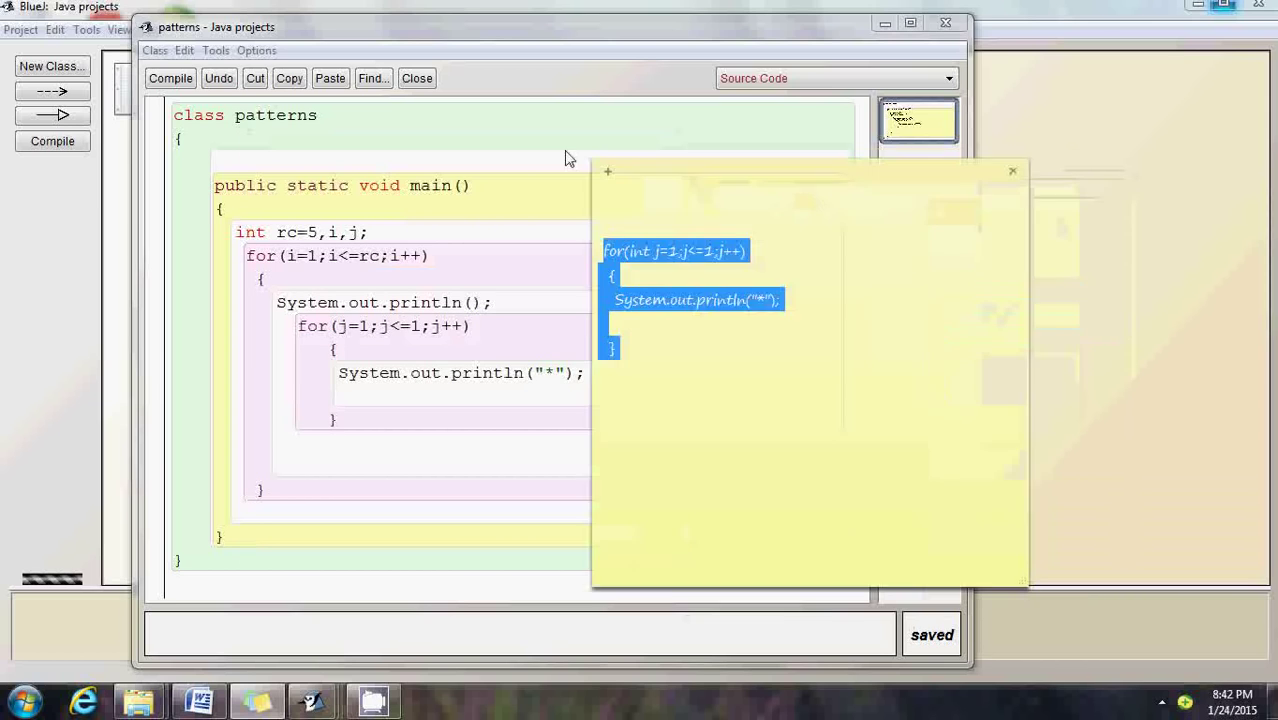 BlueJ: Java projects
Project Edit Tools View
New Class...
Compile
patterns - Java projects
Class Edit Tools Options
Compile Undo Cut Copy Paste Find... Close
Source Code
class patterns
{
public static void main()
{
int rc=5,i,j;
for(i=1;i<=rc;i++)
{
System.out.println();
for(j=1;j<=1;j++)
{
System.out.println("*");
}
}
}
}
+
for(int j=1;j<=1;j++)
{
System.out.println("*");
}
saved
8:42 PM
1/24/2015